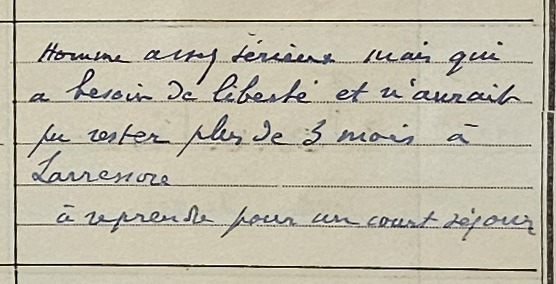 Homme assez sérieux mais qui
a besoin de liberté et n'aurait
pu rester plus de 3 mois à
Larressore
à reprendre pour un court séjour